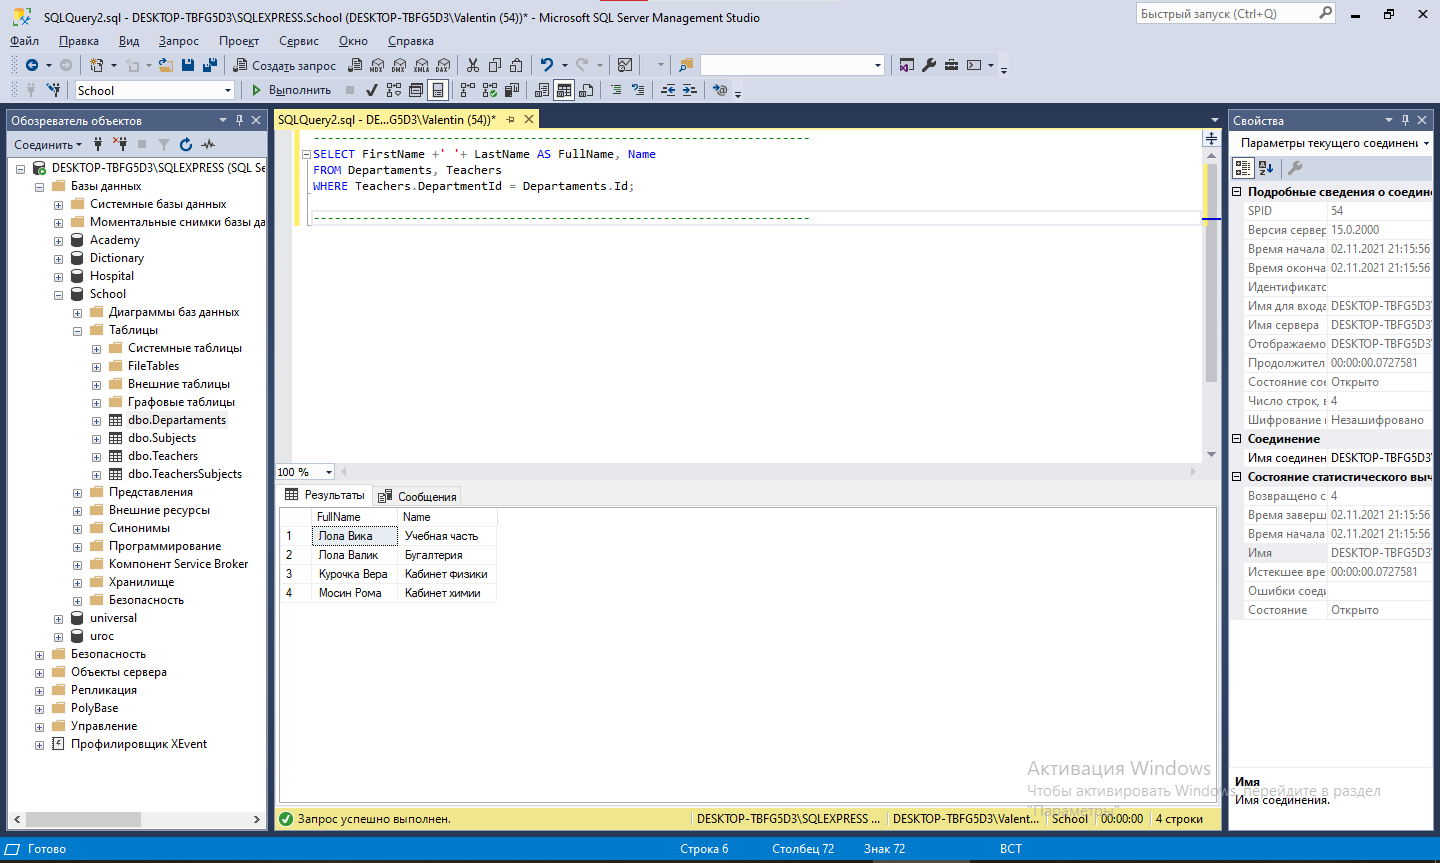 SQLQuery2.sql - DESKTOP-TBFG5D3\SQLEXPRESS.School (DESKTOP-TBFG5D3\Valentin (54))* - Microsoft SQL Server Management Studio
Быстрый запуск (Ctrl+Q)
Файл Правка Вид Запрос Проект Сервис Окно Справка
Создать запрос
MDX DMX XMLA DAX
School
Выполнить
Обозреватель объектов
Соединить
DESKTOP-TBFG5D3\SQLEXPRESS (SQL Se
Базы данных
Системные базы данных
Моментальные снимки базы да
Academy
Dictionary
Hospital
School
Диаграммы баз данных
Таблицы
Системные таблицы
FileTables
Внешние таблицы
Графовые таблицы
dbo.Departaments
dbo.Subjects
dbo.Teachers
dbo.TeachersSubjects
Представления
Внешние ресурсы
Синонимы
Программирование
Компонент Service Broker
Хранилище
Безопасность
universal
uroc
Безопасность
Объекты сервера
Репликация
PolyBase
Управление
Профилировщик XEvent
SQLQuery2.sql - DE...G5D3\Valentin (54))*
SELECT FirstName +' '+ LastName AS FullName, Name
FROM Departaments, Teachers
WHERE Teachers.DepartmentId = Departaments.Id;
100 %
Результаты Сообщения
FullName Name
1 Лола Вика Учебная часть
2 Лола Валик Бугалтерия
3 Курочка Вера Кабинет физики
4 Мосин Рома Кабинет химии
Запрос успешно выполнен.
DESKTOP-TBFG5D3\SQLEXPRESS ... DESKTOP-TBFG5D3\Valent... School 00:00:00 4 строки
Свойства
Параметры текущего соединени
Подробные сведения о соедин
SPID 54
Версия сервер 15.0.2000
Время начала 02.11.2021 21:15:56
Время оконча 02.11.2021 21:15:56
Идентификатс
Имя для входа DESKTOP-TBFG5D3\
Имя сервера DESKTOP-TBFG5D3\
Отображаемо DESKTOP-TBFG5D3\
Продолжител 00:00:00.0727581
Состояние сое Открыто
Число строк, в 4
Шифрование Незашифровано
Соединение
Имя соединен DESKTOP-TBFG5D3\
Состояние статистического выч
Возвращено с 4
Время заверш 02.11.2021 21:15:56
Время начала 02.11.2021 21:15:56
Имя DESKTOP-TBFG5D3\
Истекшее вре 00:00:00.0727581
Ошибки соеди
Состояние Открыто
Имя
Имя соединения.
Активация Windows
Чтобы активировать Windows, перейдите в раздел
"Параметры".
Готово Строка 6 Столбец 72 Знак 72 ВСТ